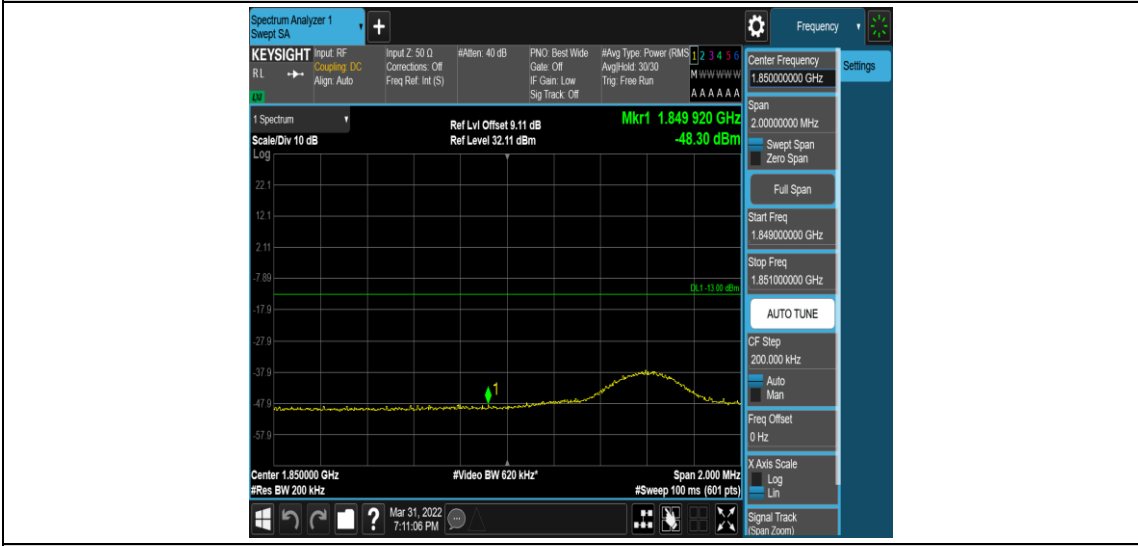 Spectrum Analyzer 1
Swept SA
+
Frequency
KEYSIGHT
RL
Input: RF
Coupling: DC
Align: Auto
Input Z: 50 Ω
Corrections: Off
Freq Ref: Int (S)
#Atten: 40 dB
PNO: Best Wide
Gate: Off
IF Gain: Low
Sig Track: Off
#Avg Type: Power (RMS
Avg|Hold: 30/30
Trig: Free Run
1 2 3 4 5 6
M W W W W W
A A A A A A
1 Spectrum
Scale/Div 10 dB
Log
Ref Lvl Offset 9.11 dB
Ref Level 32.11 dBm
Mkr1 1.849 920 GHz
-48.30 dBm
22.1
12.1
2.11
-7.89
DL1 -13.00 dBm
-17.9
-27.9
-37.9
1
-47.9
-57.9
Center 1.850000 GHz
#Video BW 620 kHz*
Span 2.000 MHz
#Res BW 200 kHz
#Sweep 100 ms (601 pts)
?
Mar 31, 2022
7:11:06 PM
Center Frequency
1.850000000 GHz
Settings
Span
2.00000000 MHz
Swept Span
Zero Span
Full Span
Start Freq
1.849000000 GHz
Stop Freq
1.851000000 GHz
AUTO TUNE
CF Step
200.000 kHz
Auto
Man
Freq Offset
0 Hz
X Axis Scale
Log
Lin
Signal Track
(Span Zoom)